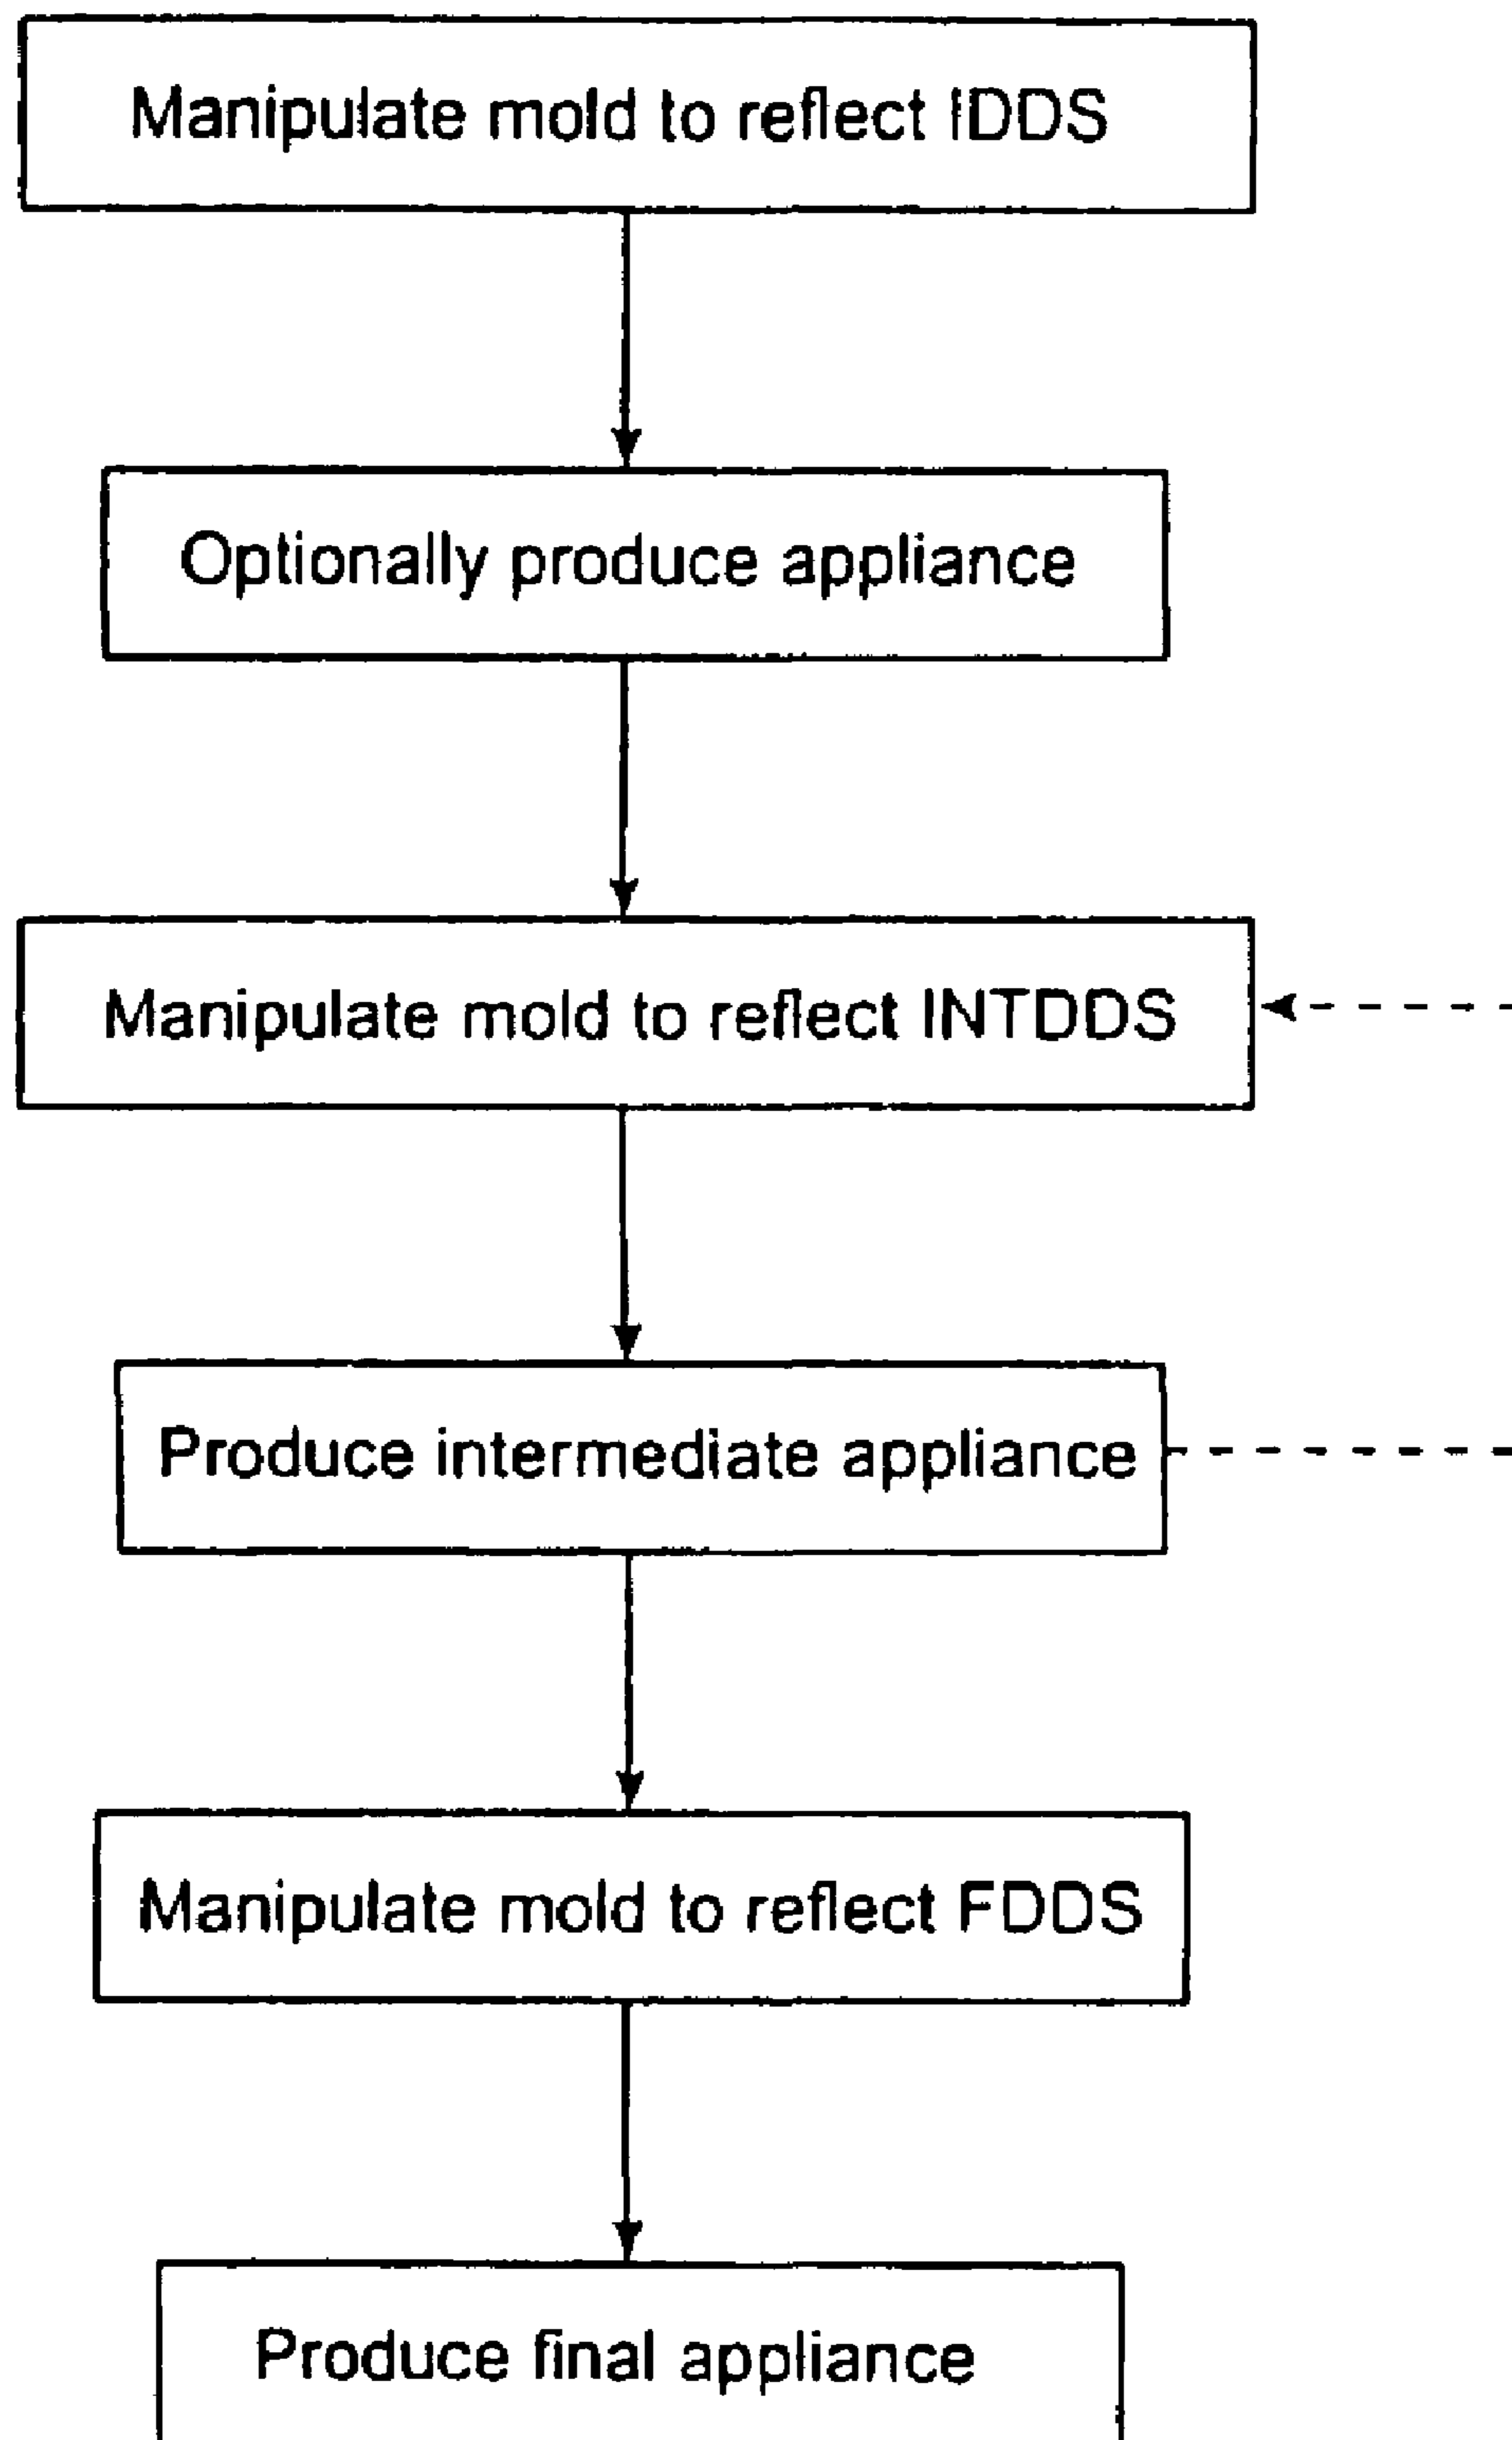 Manipulate mold to reflect IDDS
Optionally produce appliance
Manipulate mold to reflect INTDDS
Produce intermediate appliance
Manipulate mold to reflect FDDS
Produce final appliance